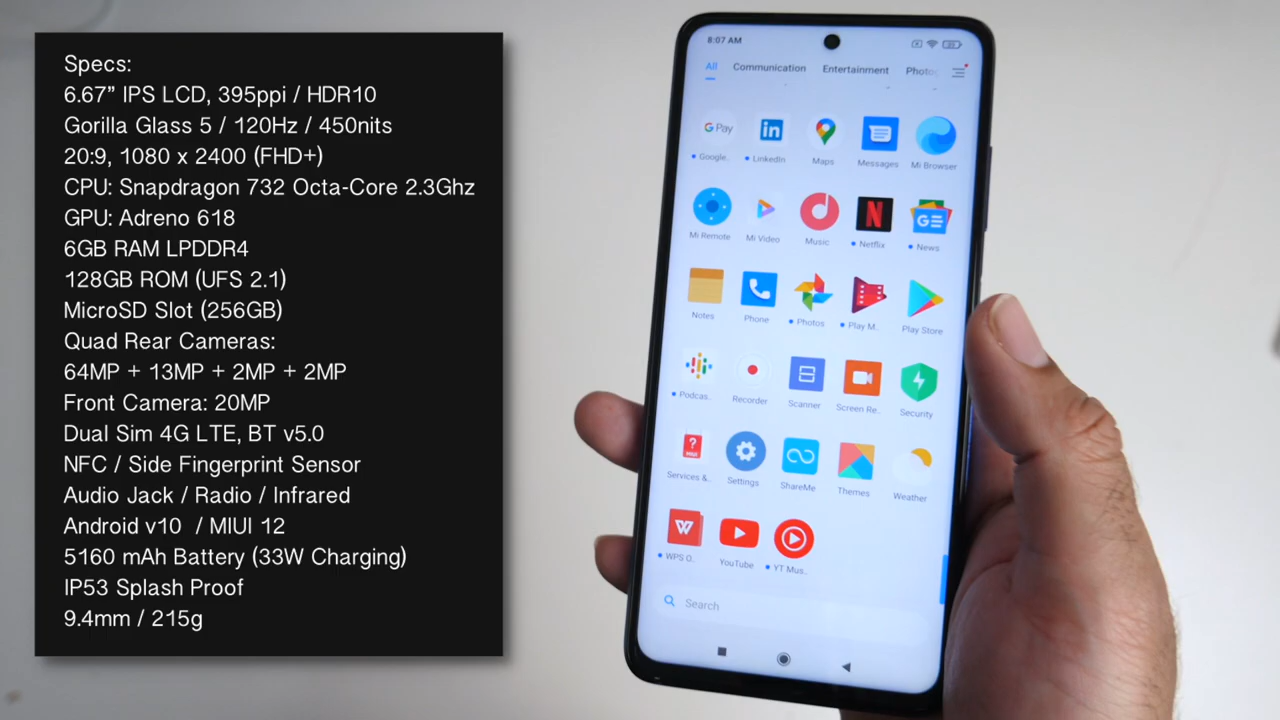 Specs:
6.67” IPS LCD, 395ppi / HDR10
Gorilla Glass 5 / 120Hz / 450nits
20:9, 1080 x 2400 (FHD+)
CPU: Snapdragon 732 Octa-Core 2.3Ghz
GPU: Adreno 618
6GB RAM LPDDR4
128GB ROM (UFS 2.1)
MicroSD Slot (256GB)
Quad Rear Cameras:
64MP + 13MP + 2MP + 2MP
Front Camera: 20MP
Dual Sim 4G LTE, BT v5.0
NFC / Side Fingerprint Sensor
Audio Jack / Radio / Infrared
Android v10 / MIUI 12
5160 mAh Battery (33W Charging)
IP53 Splash Proof
9.4mm / 215g
8:07 AM
All Communication Entertainment Photo
G Pay in
Google.. LinkedIn Maps Messages Mi Browser
N GE
Mi Remote Mi Video Music Netflix News
Notes Phone Photos Play M.. Play Store
Podcas.. Recorder Scanner Screen Re.. Security
Services &.. Settings ShareMe Themes Weather
W
WPS O.. YouTube YT Mus..
Search